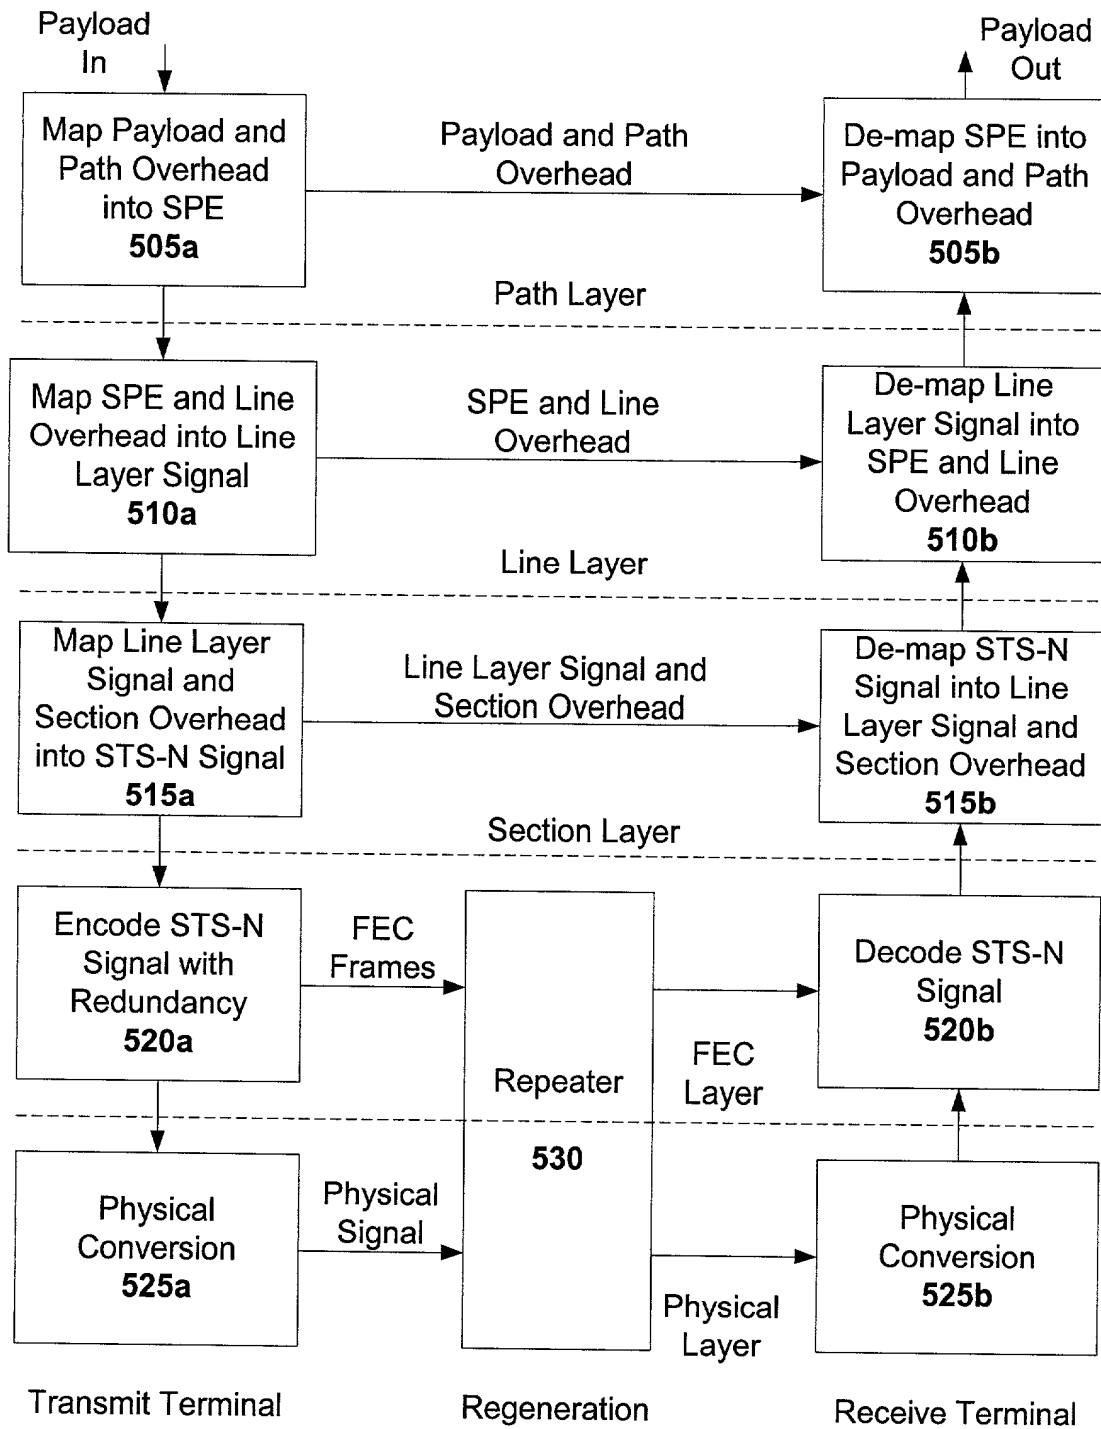 Payload
In
Payload
Out
Map Payload and
Path Overhead
into SPE
505a
Payload and Path
Overhead
De-map SPE into
Payload and Path
Overhead
505b
Path Layer
Map SPE and Line
Overhead into Line
Layer Signal
510a
SPE and Line
Overhead
De-map Line
Layer Signal into
SPE and Line
Overhead
510b
Line Layer
Map Line Layer
Signal and
Section Overhead
into STS-N Signal
515a
Line Layer Signal and
Section Overhead
De-map STS-N
Signal into Line
Layer Signal and
Section Overhead
515b
Section Layer
Encode STS-N
Signal with
Redundancy
520a
FEC
Frames
Repeater
530
FEC
Layer
Decode STS-N
Signal
520b
Physical
Conversion
525a
Physical
Signal
Physical
Layer
Physical
Conversion
525b
Transmit Terminal
Regeneration
Receive Terminal